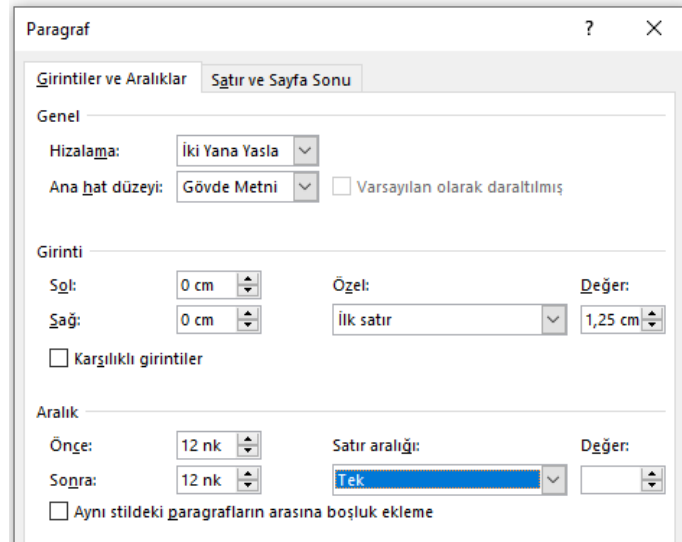 Paragraf ? ×
Girintiler ve Aralıklar Satır ve Sayfa Sonu
Genel
Hizalama: İki Yana Yasla
Ana hat düzeyi: Gövde Metni Varsayılan olarak daraltılmış
Girinti
Sol: 0 cm Özel: Değer:
Sağ: 0 cm İlk satır 1,25 cm
Karşılıklı girintiler
Aralık
Önce: 12 nk Satır aralığı: Değer:
Sonra: 12 nk Tek
Aynı stildeki paragrafların arasına boşluk ekleme